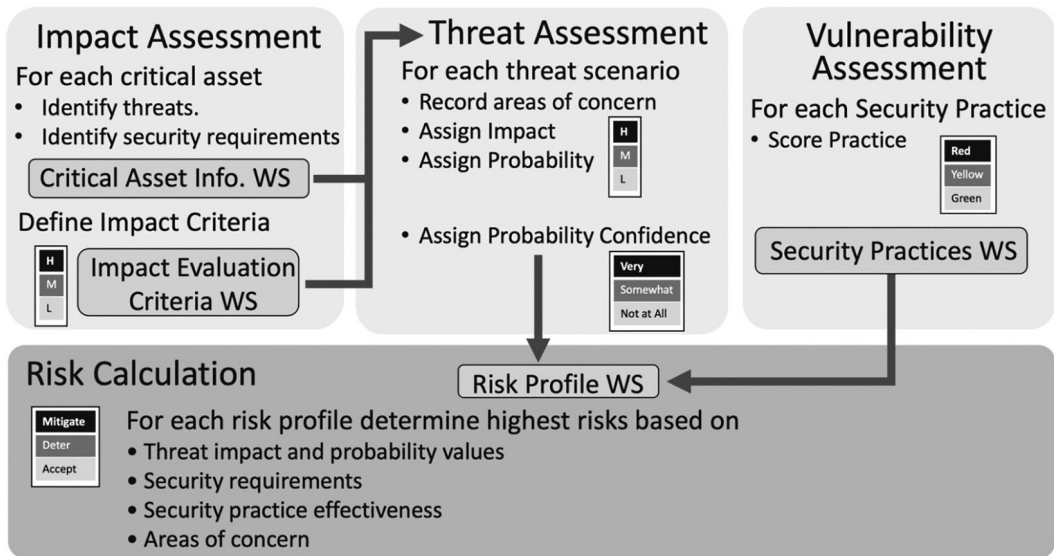 Impact Assessment
For each critical asset
• Identify threats.
• Identify security requirements
Critical Asset Info. WS
Define Impact Criteria
H
M
L
Impact Evaluation
Criteria WS
Threat Assessment
For each threat scenario
• Record areas of concern
• Assign Impact
• Assign Probability
H
M
L
• Assign Probability Confidence
Very
Somewhat
Not at All
Vulnerability
Assessment
For each Security Practice
• Score Practice
Red
Yellow
Green
Security Practices WS
Risk Calculation
Risk Profile WS
Mitigate
Deter
Accept
For each risk profile determine highest risks based on
• Threat impact and probability values
• Security requirements
• Security practice effectiveness
• Areas of concern